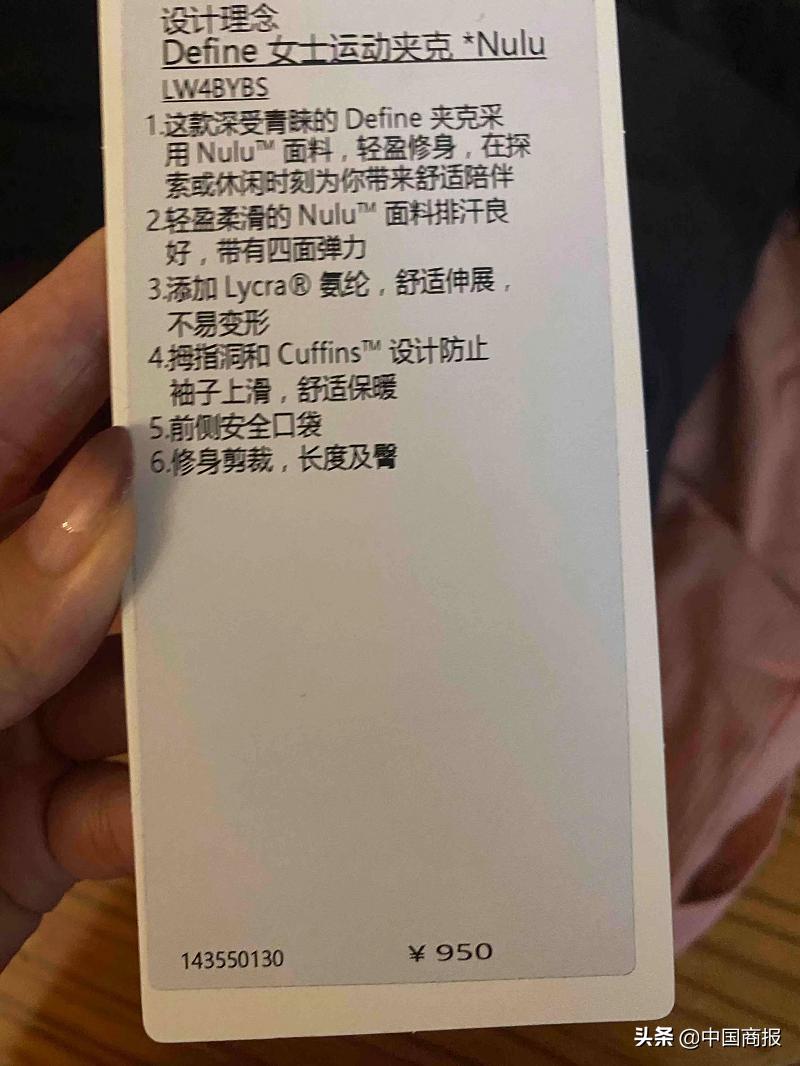 设计理念
Define 女士运动夹克 *Nulu
LW4BYBS
1.这款深受青睐的 Define 夹克采
用 Nulu™ 面料，轻盈修身，在探
索或休闲时刻为你带来舒适陪伴
2.轻盈柔滑的 Nulu™ 面料排汗良
好，带有四面弹力
3.添加 Lycra® 氨纶，舒适伸展，
不易变形
4.拇指洞和 Cuffins™ 设计防止
袖子上滑，舒适保暖
5.前侧安全口袋
6.修身剪裁，长度及臀
143550130 ¥ 950
头条 @中国商报